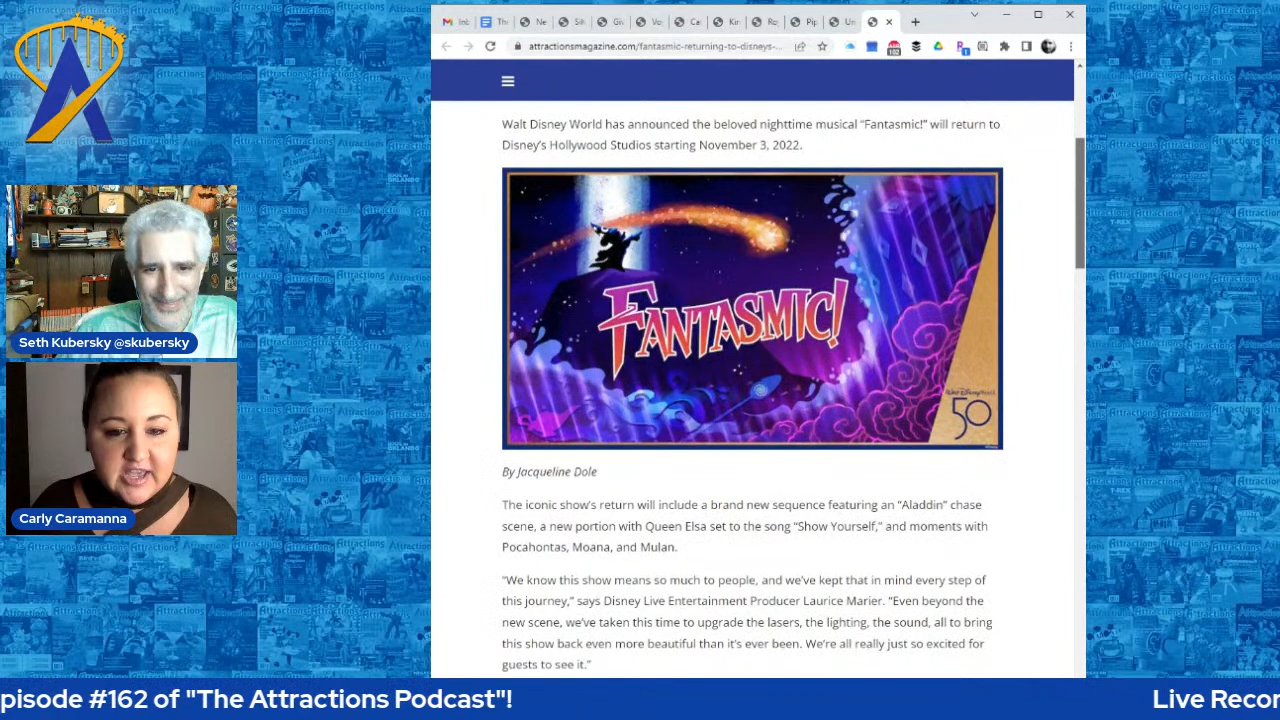 Seth Kubersky @skubersky
Carly Caramanna
attractionsmagazine.com/fantasmic-returning-to-disneys-...
102
Walt Disney World has announced the beloved nighttime musical “Fantasmic!” will return to
Disney’s Hollywood Studios starting November 3, 2022.
FANTASMIC!
Walt Disney World
50
By Jacqueline Dole
The iconic show’s return will include a brand new sequence featuring an “Aladdin” chase
scene, a new portion with Queen Elsa set to the song “Show Yourself,” and moments with
Pocahontas, Moana, and Mulan.
“We know this show means so much to people, and we’ve kept that in mind every step of
this journey,” says Disney Live Entertainment Producer Laurice Marier. “Even beyond the
new scene, we’ve taken this time to upgrade the lasers, the lighting, the sound, all to bring
this show back even more beautiful than it’s ever been. We’re all really just so excited for
guests to see it.”
pisode #162 of "The Attractions Podcast"!
Live Recor